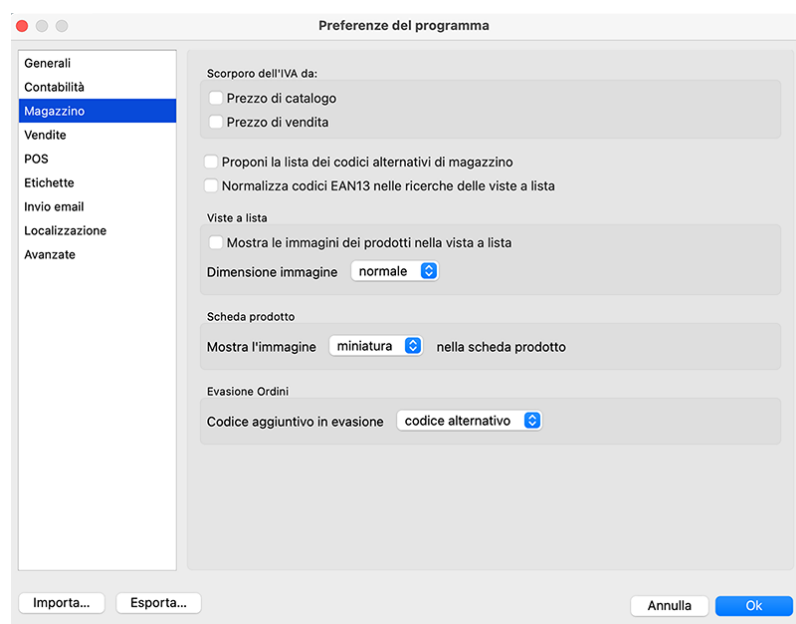 Preferenze del programma
Generali
Contabilità
Magazzino
Vendite
POS
Etichette
Invio email
Localizzazione
Avanzate
Scorporo dell'IVA da:
Prezzo di catalogo
Prezzo di vendita
Proponi la lista dei codici alternativi di magazzino
Normalizza codici EAN13 nelle ricerche delle viste a lista
Viste a lista
Mostra le immagini dei prodotti nella vista a lista
Dimensione immagine normale
Scheda prodotto
Mostra l'immagine miniatura nella scheda prodotto
Evasione Ordini
Codice aggiuntivo in evasione codice alternativo
Importa... Esporta... Annulla Ok